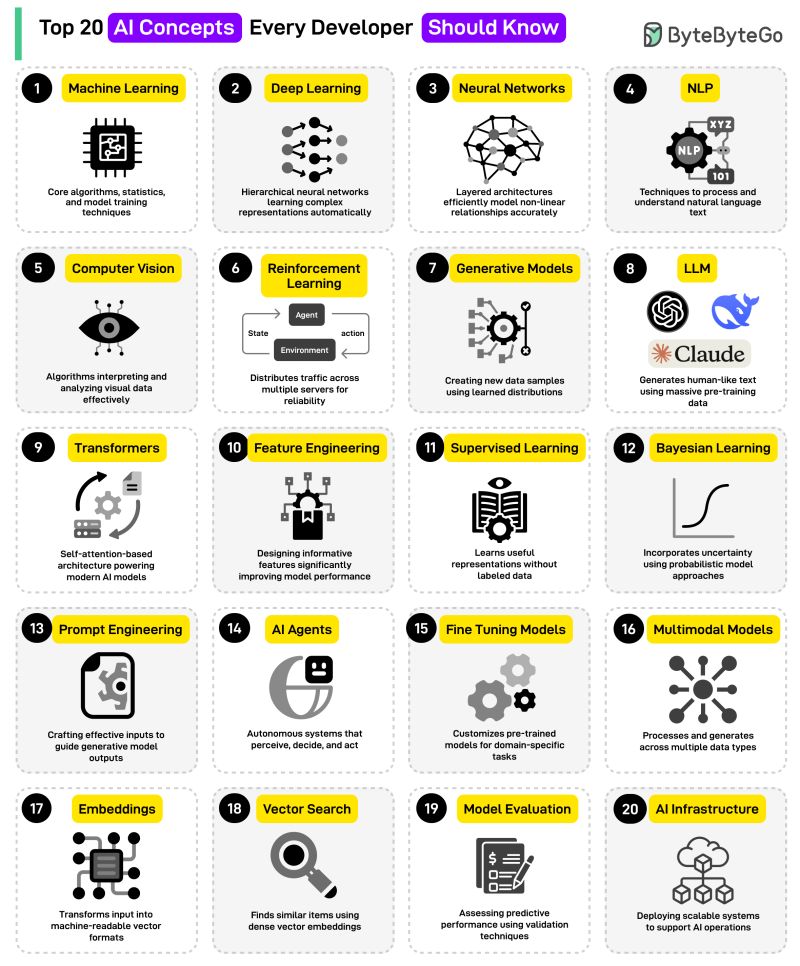 Top 20 AI Concepts Every Developer Should Know
ByteByteGo
1 Machine Learning
Core algorithms, statistics,
and model training
techniques
2 Deep Learning
Hierarchical neural networks
learning complex
representations automatically
3 Neural Networks
Layered architectures
efficiently model non-linear
relationships accurately
4 NLP
XYZ
NLP
101
Techniques to process and
understand natural language
text
5 Computer Vision
Algorithms interpreting and
analyzing visual data
effectively
6 Reinforcement
Learning
Agent
State action
Environment
Distributes traffic across
multiple servers for
reliability
7 Generative Models
Creating new data samples
using learned distributions
8 LLM
Claude
Generates human-like text
using massive pre-training
data
9 Transformers
Self-attention-based
architecture powering
modern AI models
10 Feature Engineering
Designing informative
features significantly
improving model performance
11 Supervised Learning
Learns useful
representations without
labeled data
12 Bayesian Learning
Incorporates uncertainty
using probabilistic model
approaches
13 Prompt Engineering
Crafting effective inputs to
guide generative model
outputs
14 AI Agents
Autonomous systems that
perceive, decide, and act
15 Fine Tuning Models
Customizes pre-trained
models for domain-specific
tasks
16 Multimodal Models
Processes and generates
across multiple data types
17 Embeddings
Transforms input into
machine-readable vector
formats
18 Vector Search
Finds similar items using
dense vector embeddings
19 Model Evaluation
$
Assessing predictive
performance using validation
techniques
20 AI Infrastructure
Deploying scalable systems
to support AI operations